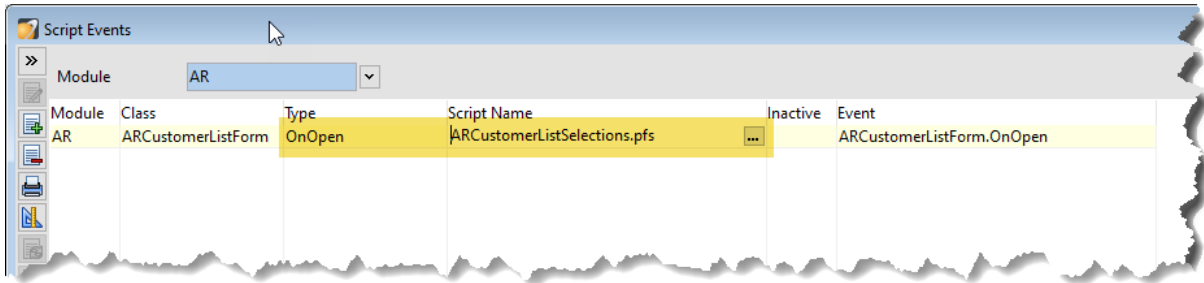 Script Events
Module AR
Module Class Type Script Name Inactive Event
AR ARCustomerListForm OnOpen ARCustomerListSelections.pfs ... ARCustomerListForm.OnOpen